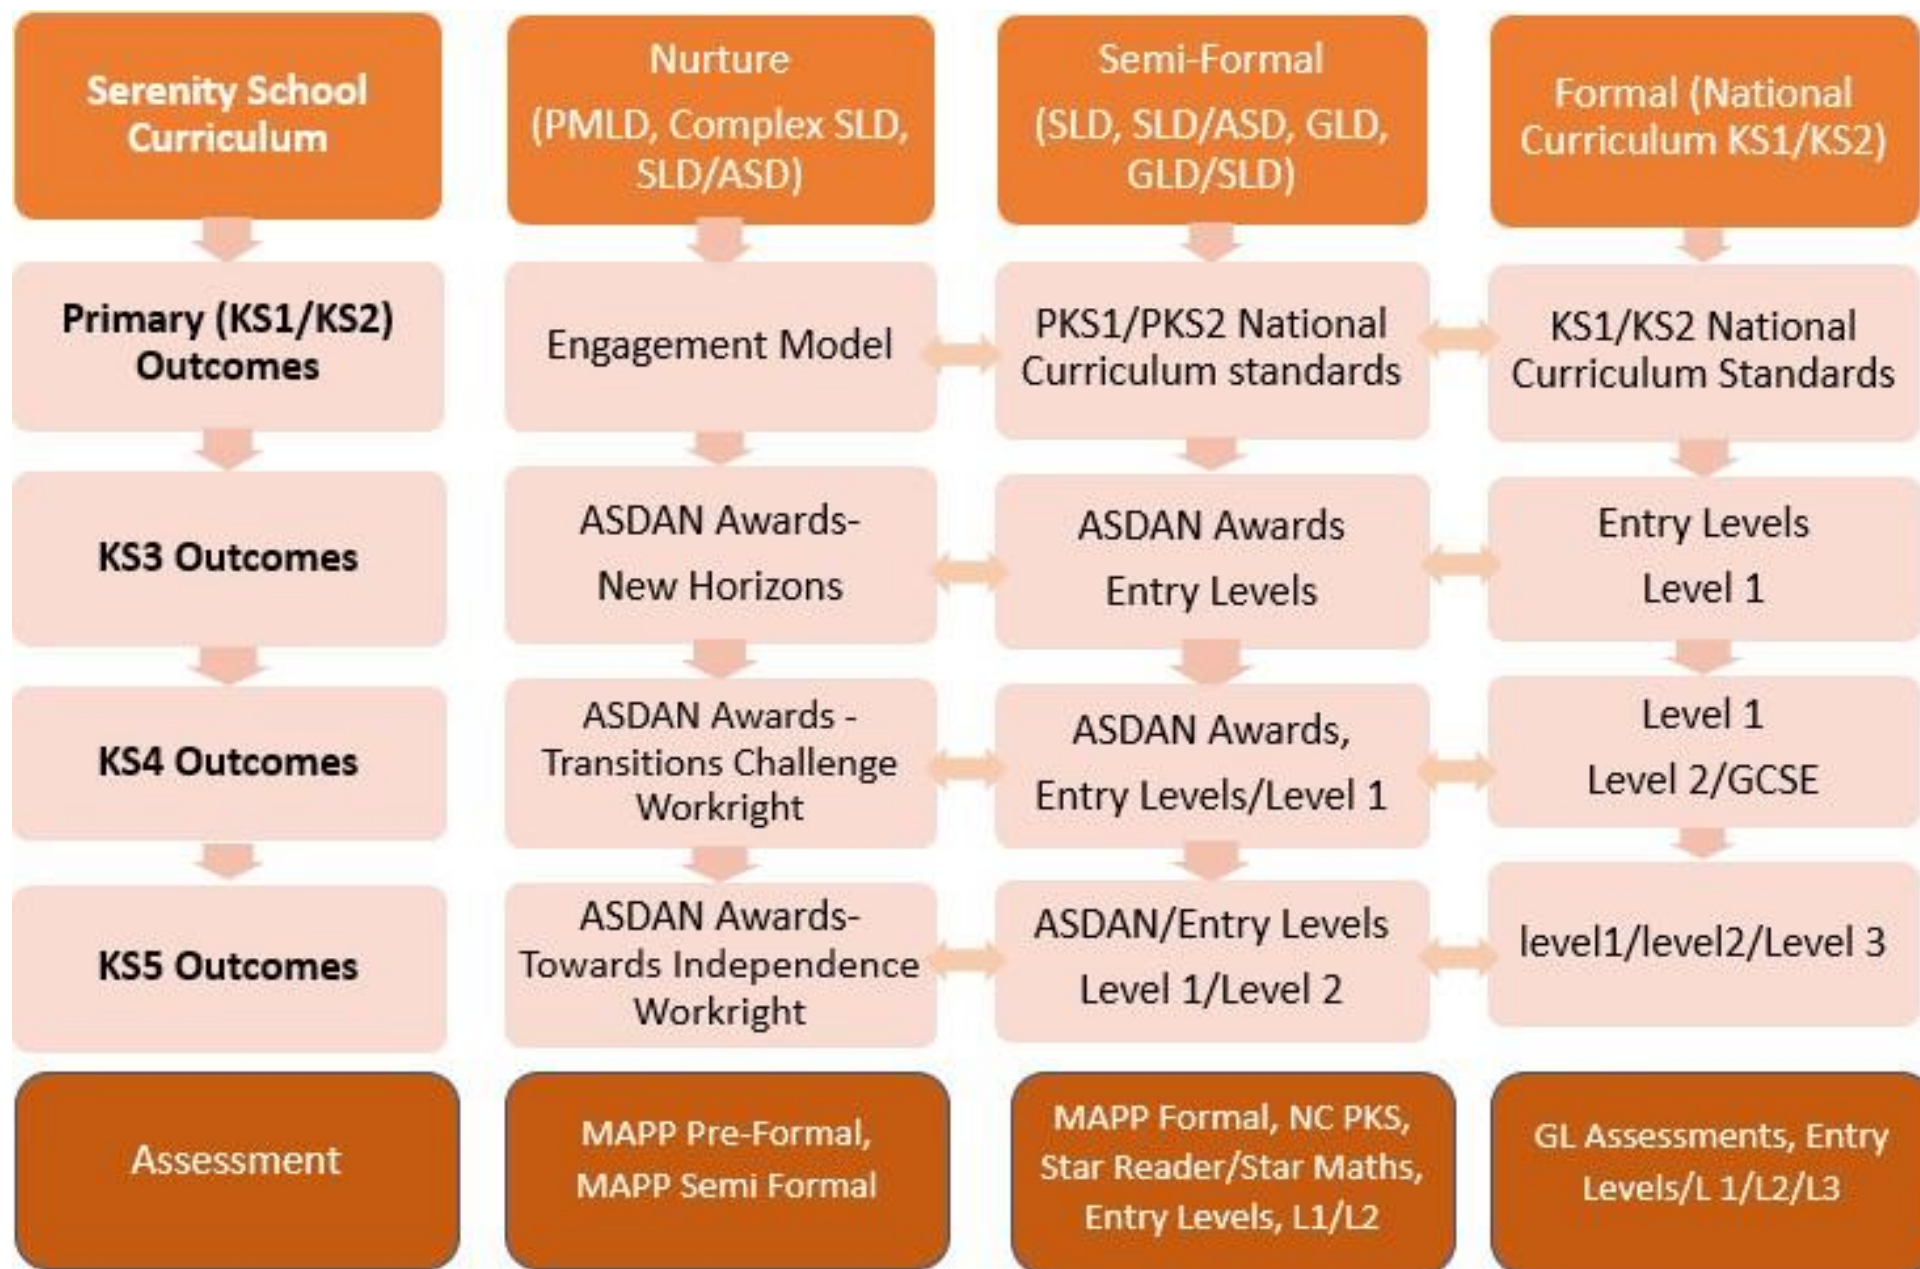 Serenity School
Curriculum
Nurture
(PMLD, Complex SLD,
SLD/ASD)
Semi-Formal
(SLD, SLD/ASD, GLD,
GLD/SLD)
Formal (National
Curriculum KS1/KS2)
Primary (KS1/KS2)
Outcomes
Engagement Model
PKS1/PKS2 National
Curriculum standards
KS1/KS2 National
Curriculum Standards
KS3 Outcomes
ASDAN Awards-
New Horizons
ASDAN Awards
Entry Levels
Entry Levels
Level 1
KS4 Outcomes
ASDAN Awards -
Transitions Challenge
Workright
ASDAN Awards,
Entry Levels/Level 1
Level 1
Level 2/GCSE
KS5 Outcomes
ASDAN Awards-
Towards Independence
Workright
ASDAN/Entry Levels
Level 1/Level 2
level1/level2/Level 3
Assessment
MAPP Pre-Formal,
MAPP Semi Formal
MAPP Formal, NC PKS,
Star Reader/Star Maths,
Entry Levels, L1/L2
GL Assessments, Entry
Levels/L 1/L2/L3